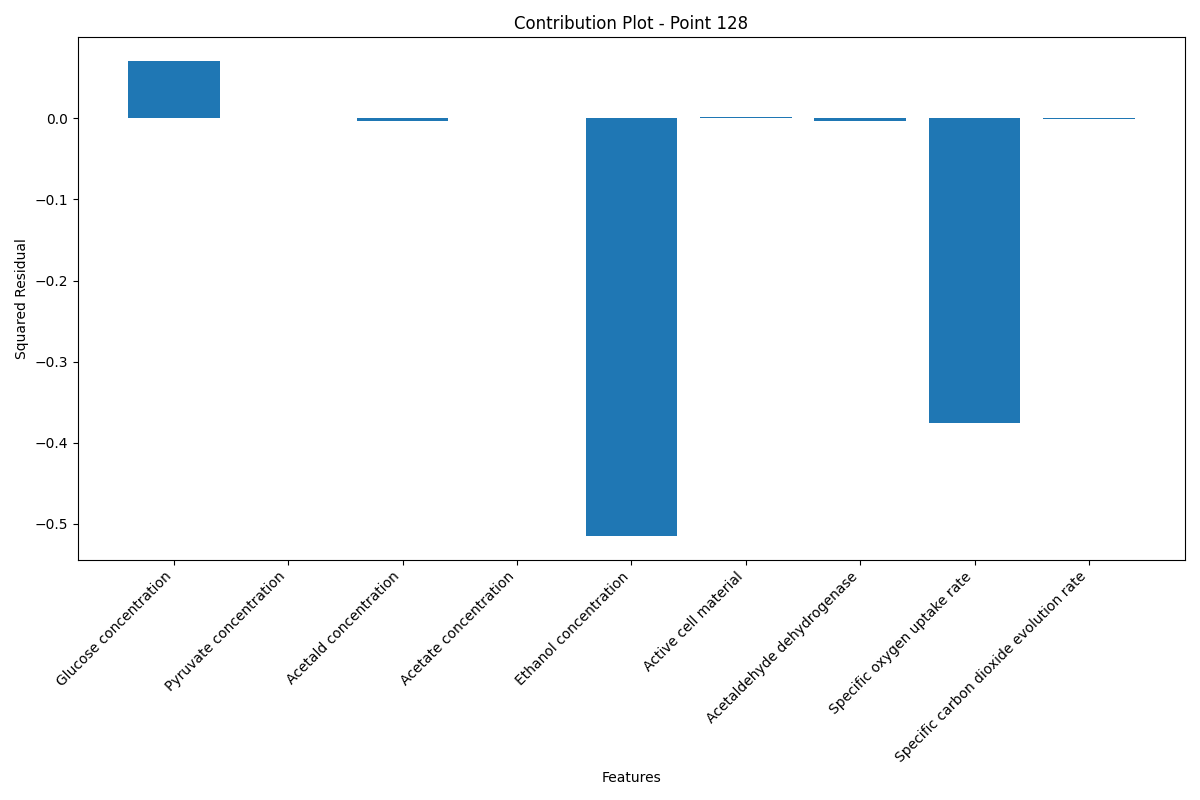 Contribution Plot - Point 128
Squared Residual
0.0
−0.1
−0.2
−0.3
−0.4
−0.5
Glucose concentration
Pyruvate concentration
Acetald concentration
Acetate concentration
Ethanol concentration
Active cell material
Acetaldehyde dehydrogenase
Specific oxygen uptake rate
Specific carbon dioxide evolution rate
Features